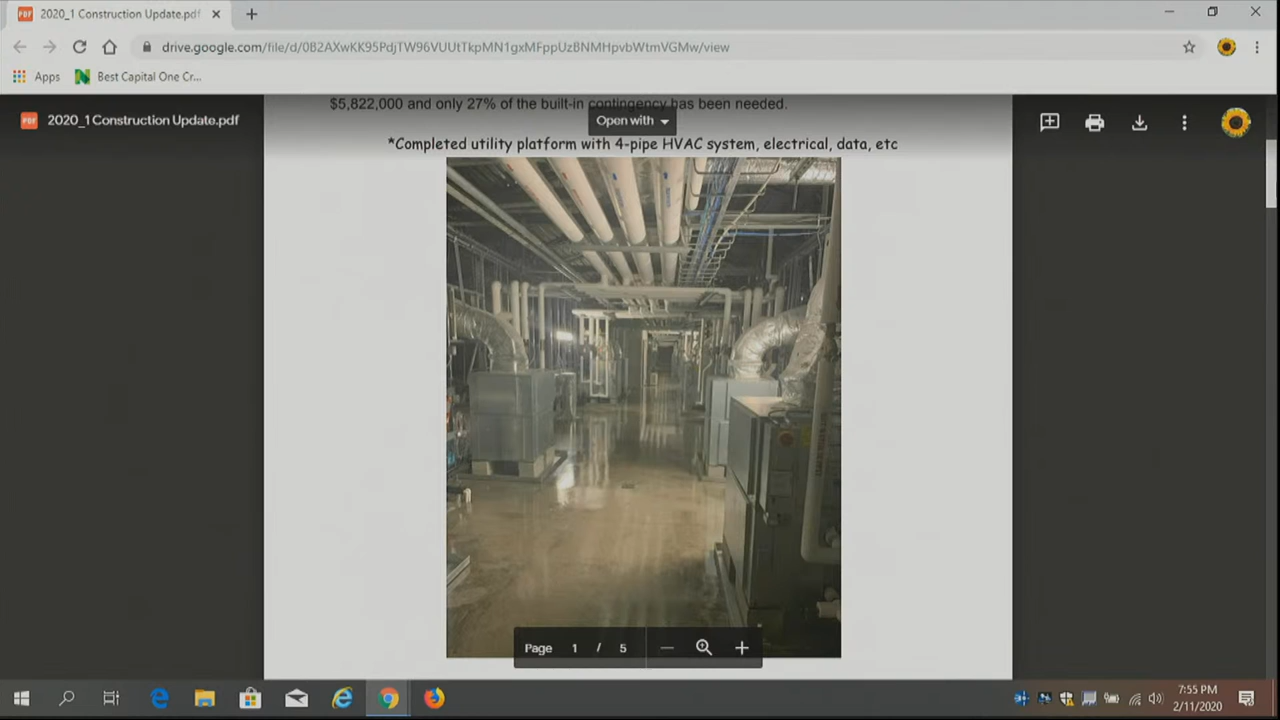 2020_1 Construction Update.pdf
drive.google.com/file/d/0B2AXwKK95PdjTW96VUUtTkpMN1gxMFppUzBNMHpvbWtmVGMw/view
Apps
Best Capital One Cr...
2020_1 Construction Update.pdf
$5,822,000 and only 27% of the built-in contingency has been needed.
Open with
*Completed utility platform with 4-pipe HVAC system, electrical, data, etc
Page 1 / 5
7:55 PM
2/11/2020